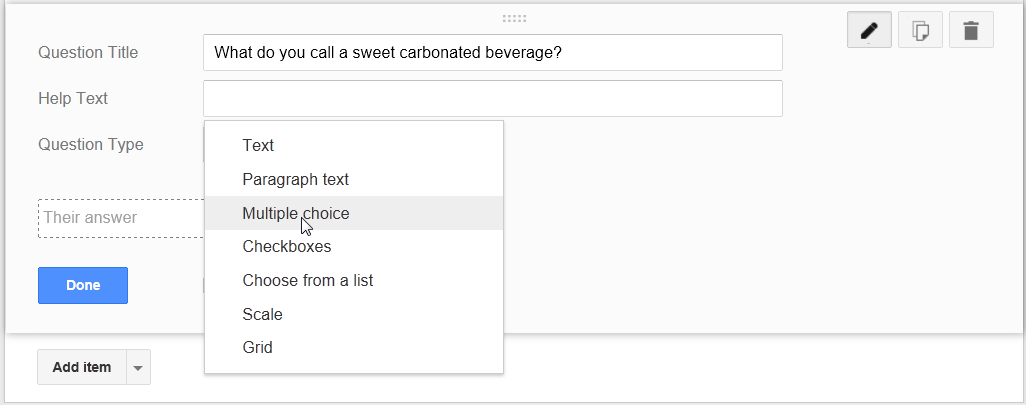 Question Title
What do you call a sweet carbonated beverage?
Help Text
Question Type
Text
Paragraph text
Multiple choice
Checkboxes
Choose from a list
Scale
Grid
Their answer
Done
Add item